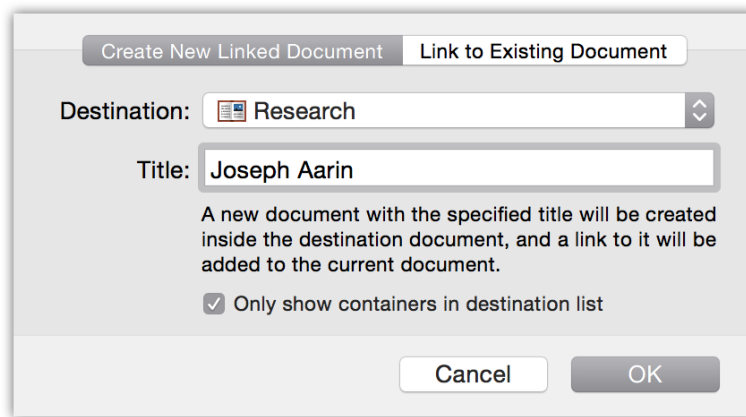 Create New Linked Document Link to Existing Document
Destination: Research
Title: Joseph Aarin
A new document with the specified title will be created
inside the destination document, and a link to it will be
added to the current document.
Only show containers in destination list
Cancel OK